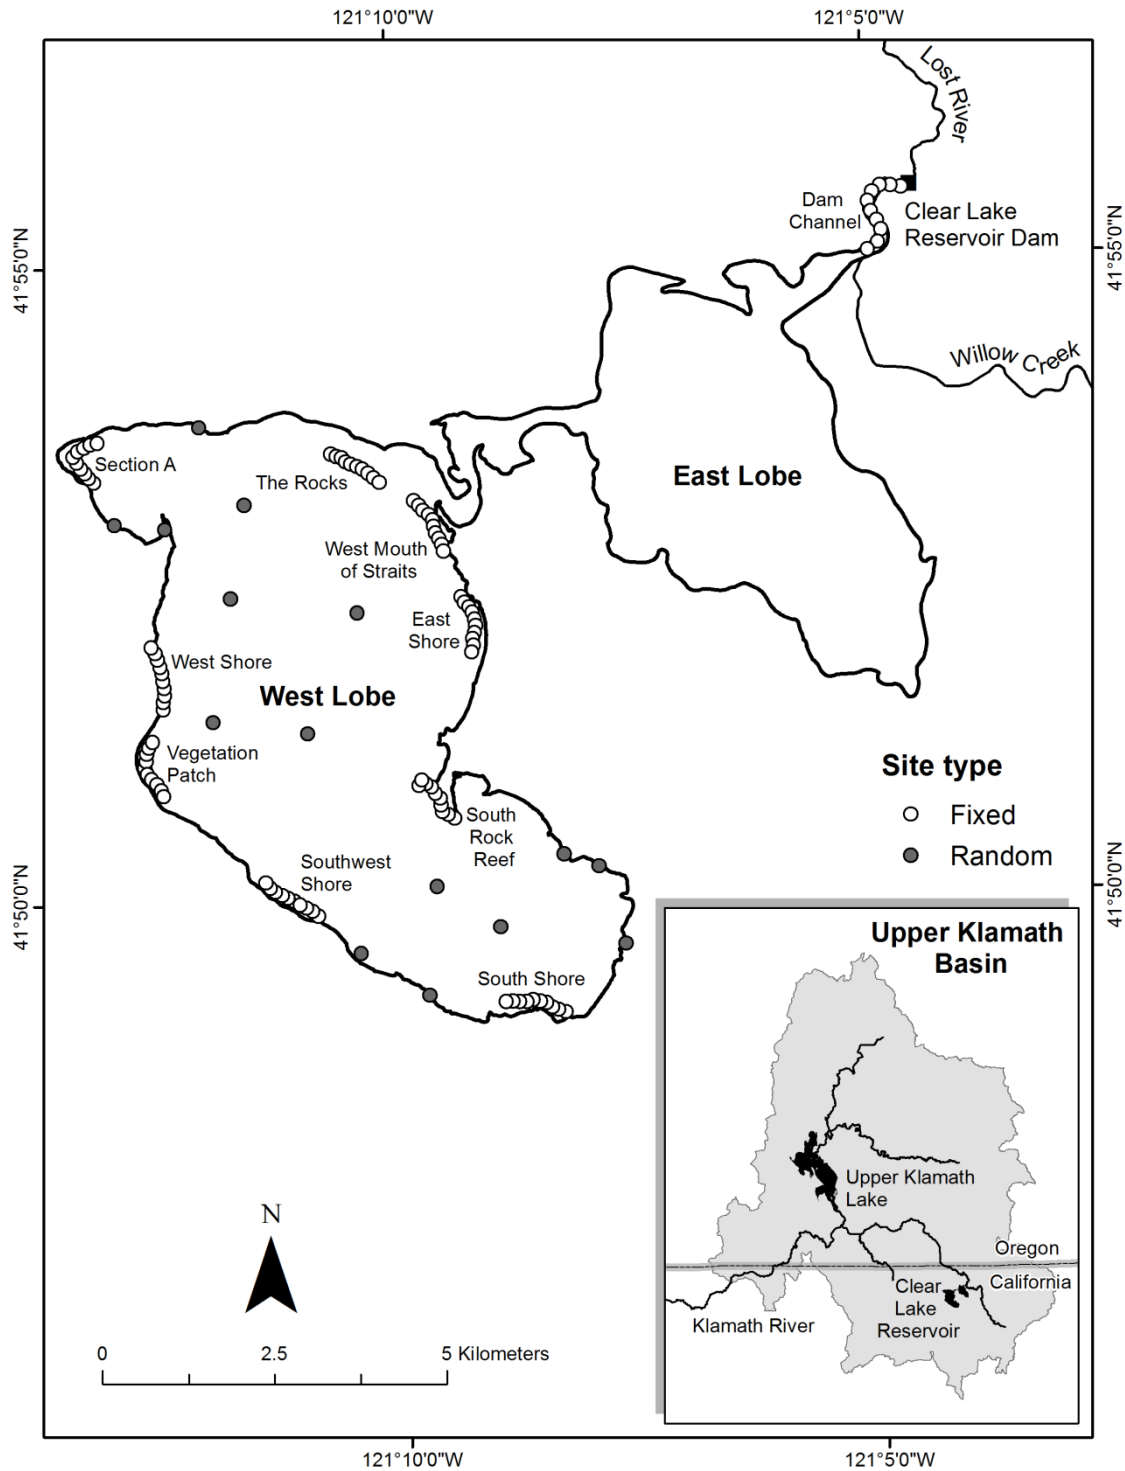 121°10'0"W
121°5'0"W
Lost River
Dam
Channel
Clear Lake
Reservoir Dam
41°55'0"N
41°55'0"N
Willow Creek
Section A
The Rocks
East Lobe
West Mouth
of Straits
East
Shore
West Shore
West Lobe
Vegetation
Patch
Site type
Fixed
Random
South
Rock
Reef
Southwest
Shore
41°50'0"N
41°50'0"N
South Shore
Upper Klamath
Basin
Upper Klamath
Lake
Oregon
California
Clear
Lake
Reservoir
Klamath River
N
0
2.5
5 Kilometers
121°10'0"W
121°5'0"W